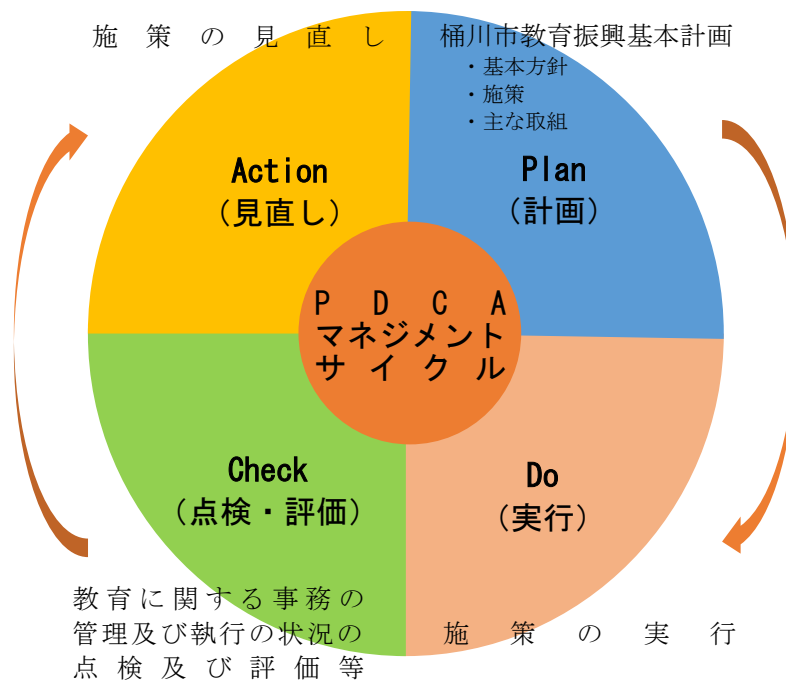 施策の見直し
桶川市教育振興基本計画
・基本方針
・施策
・主な取組
Action
（見直し）
Plan
（計画）
PDCA
マネジメント
サイクル
Check
（点検・評価）
Do
（実行）
教育に関する事務の
管理及び執行の状況の
点検及び評価等
施策の実行